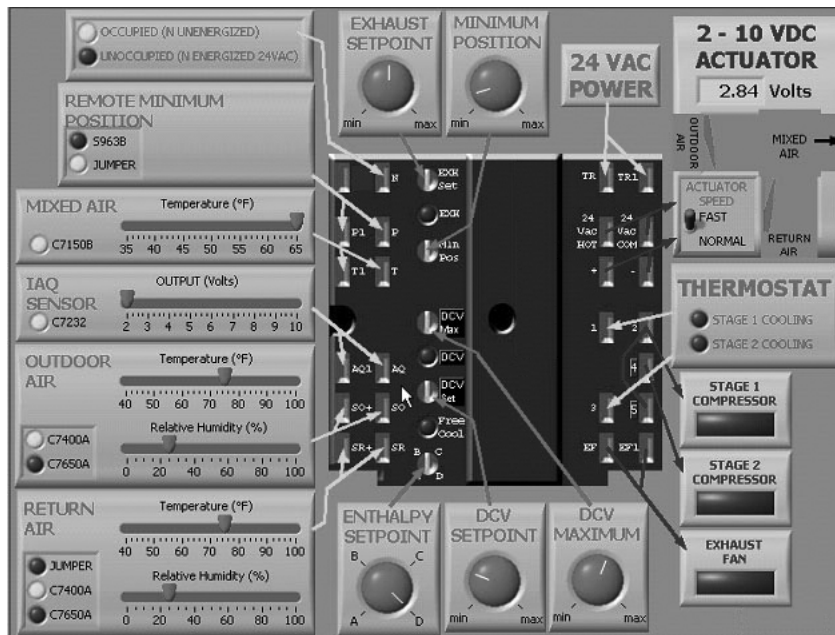 OCCUPIED (N UNENERGIZED)
UNOCCUPIED (N ENERGIZED 24VAC)
REMOTE MINIMUM
POSITION
S963B
JUMPER
MIXED AIR
Temperature (°F)
C7150B
35 40 45 50 55 60 65
IAQ
SENSOR
OUTPUT (Volts)
C7232
2 3 4 5 6 7 8 9 10
OUTDOOR
AIR
Temperature (°F)
40 50 60 70 80 90 100
Relative Humidity (%)
C7400A
C7650A
0 20 40 60 80 100
RETURN
AIR
Temperature (°F)
40 50 60 70 80 90 100
JUMPER
C7400A
C7650A
Relative Humidity (%)
0 20 40 60 80 100
EXHAUST
SETPOINT
min max
MINIMUM
POSITION
min max
N
EXH
Set
P1 P
EXH
Min
Pos
T1 T
DCV
Max
DCV
AQ1 AQ
DCV
Set
SO+ SO
Free
Cool
SR+ SR
B C
D
24 VAC
POWER
TR TR1
24
Vac
HOT
24
Vac
COM
+ -
1 2
4
3 5
EF EF1
2 - 10 VDC
ACTUATOR
2.84 Volts
OUTDOOR
AIR
MIXED
AIR
ACTUATOR
SPEED
FAST
NORMAL
RETURN
AIR
THERMOSTAT
STAGE 1 COOLING
STAGE 2 COOLING
STAGE 1
COMPRESSOR
STAGE 2
COMPRESSOR
EXHAUST
FAN
ENTHALPY
SETPOINT
B C
A D
DCV
SETPOINT
min max
DCV
MAXIMUM
min max